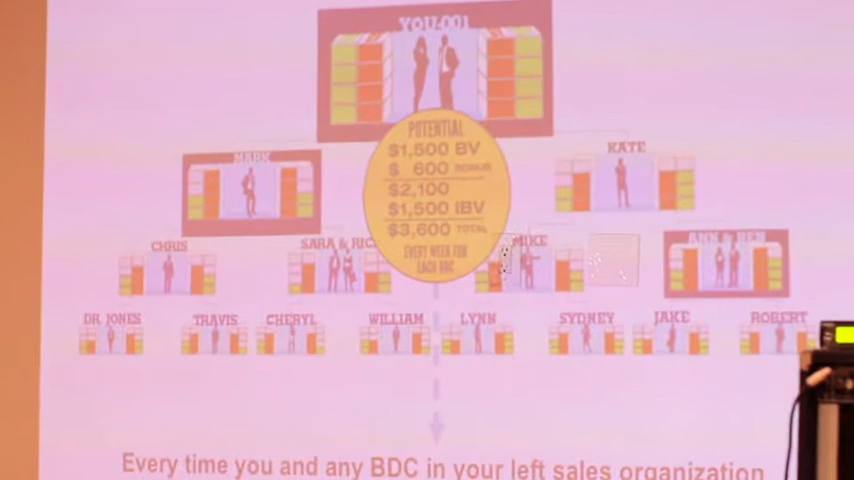 YOU-001
POTENTIAL
$1,500 BV
$ 600 BONUS
$2,100
$1,500 IBV
$3,600 TOTAL
EVERY WEEK FOR
EACH BDC
MARK
KATE
CHRIS
SARA & RICK
MIKE
ANN & BEN
DR. JONES
TRAVIS
CHERYL
WILLIAM
LYNN
SYDNEY
JAKE
ROBERT
Every time you and any BDC in your left sales organization